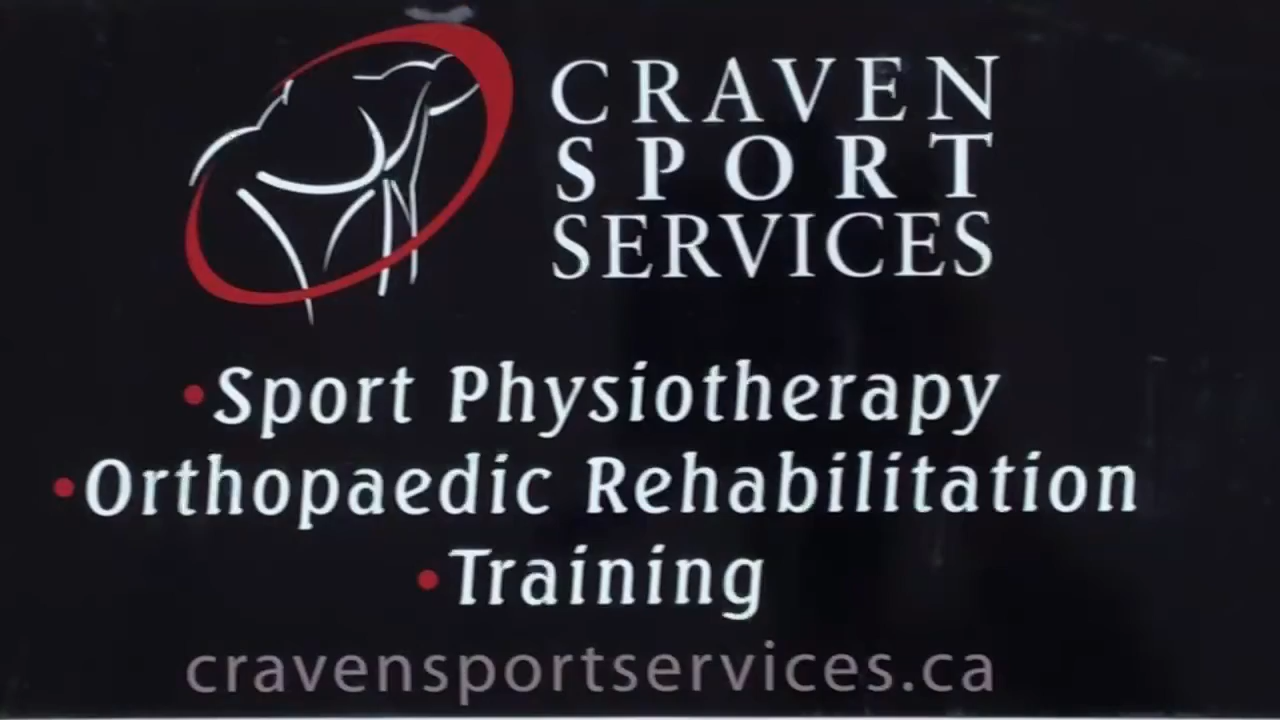 CRAVEN
SPORT
SERVICES
•Sport Physiotherapy
•Orthopaedic Rehabilitation
•Training
cravensportservices.ca